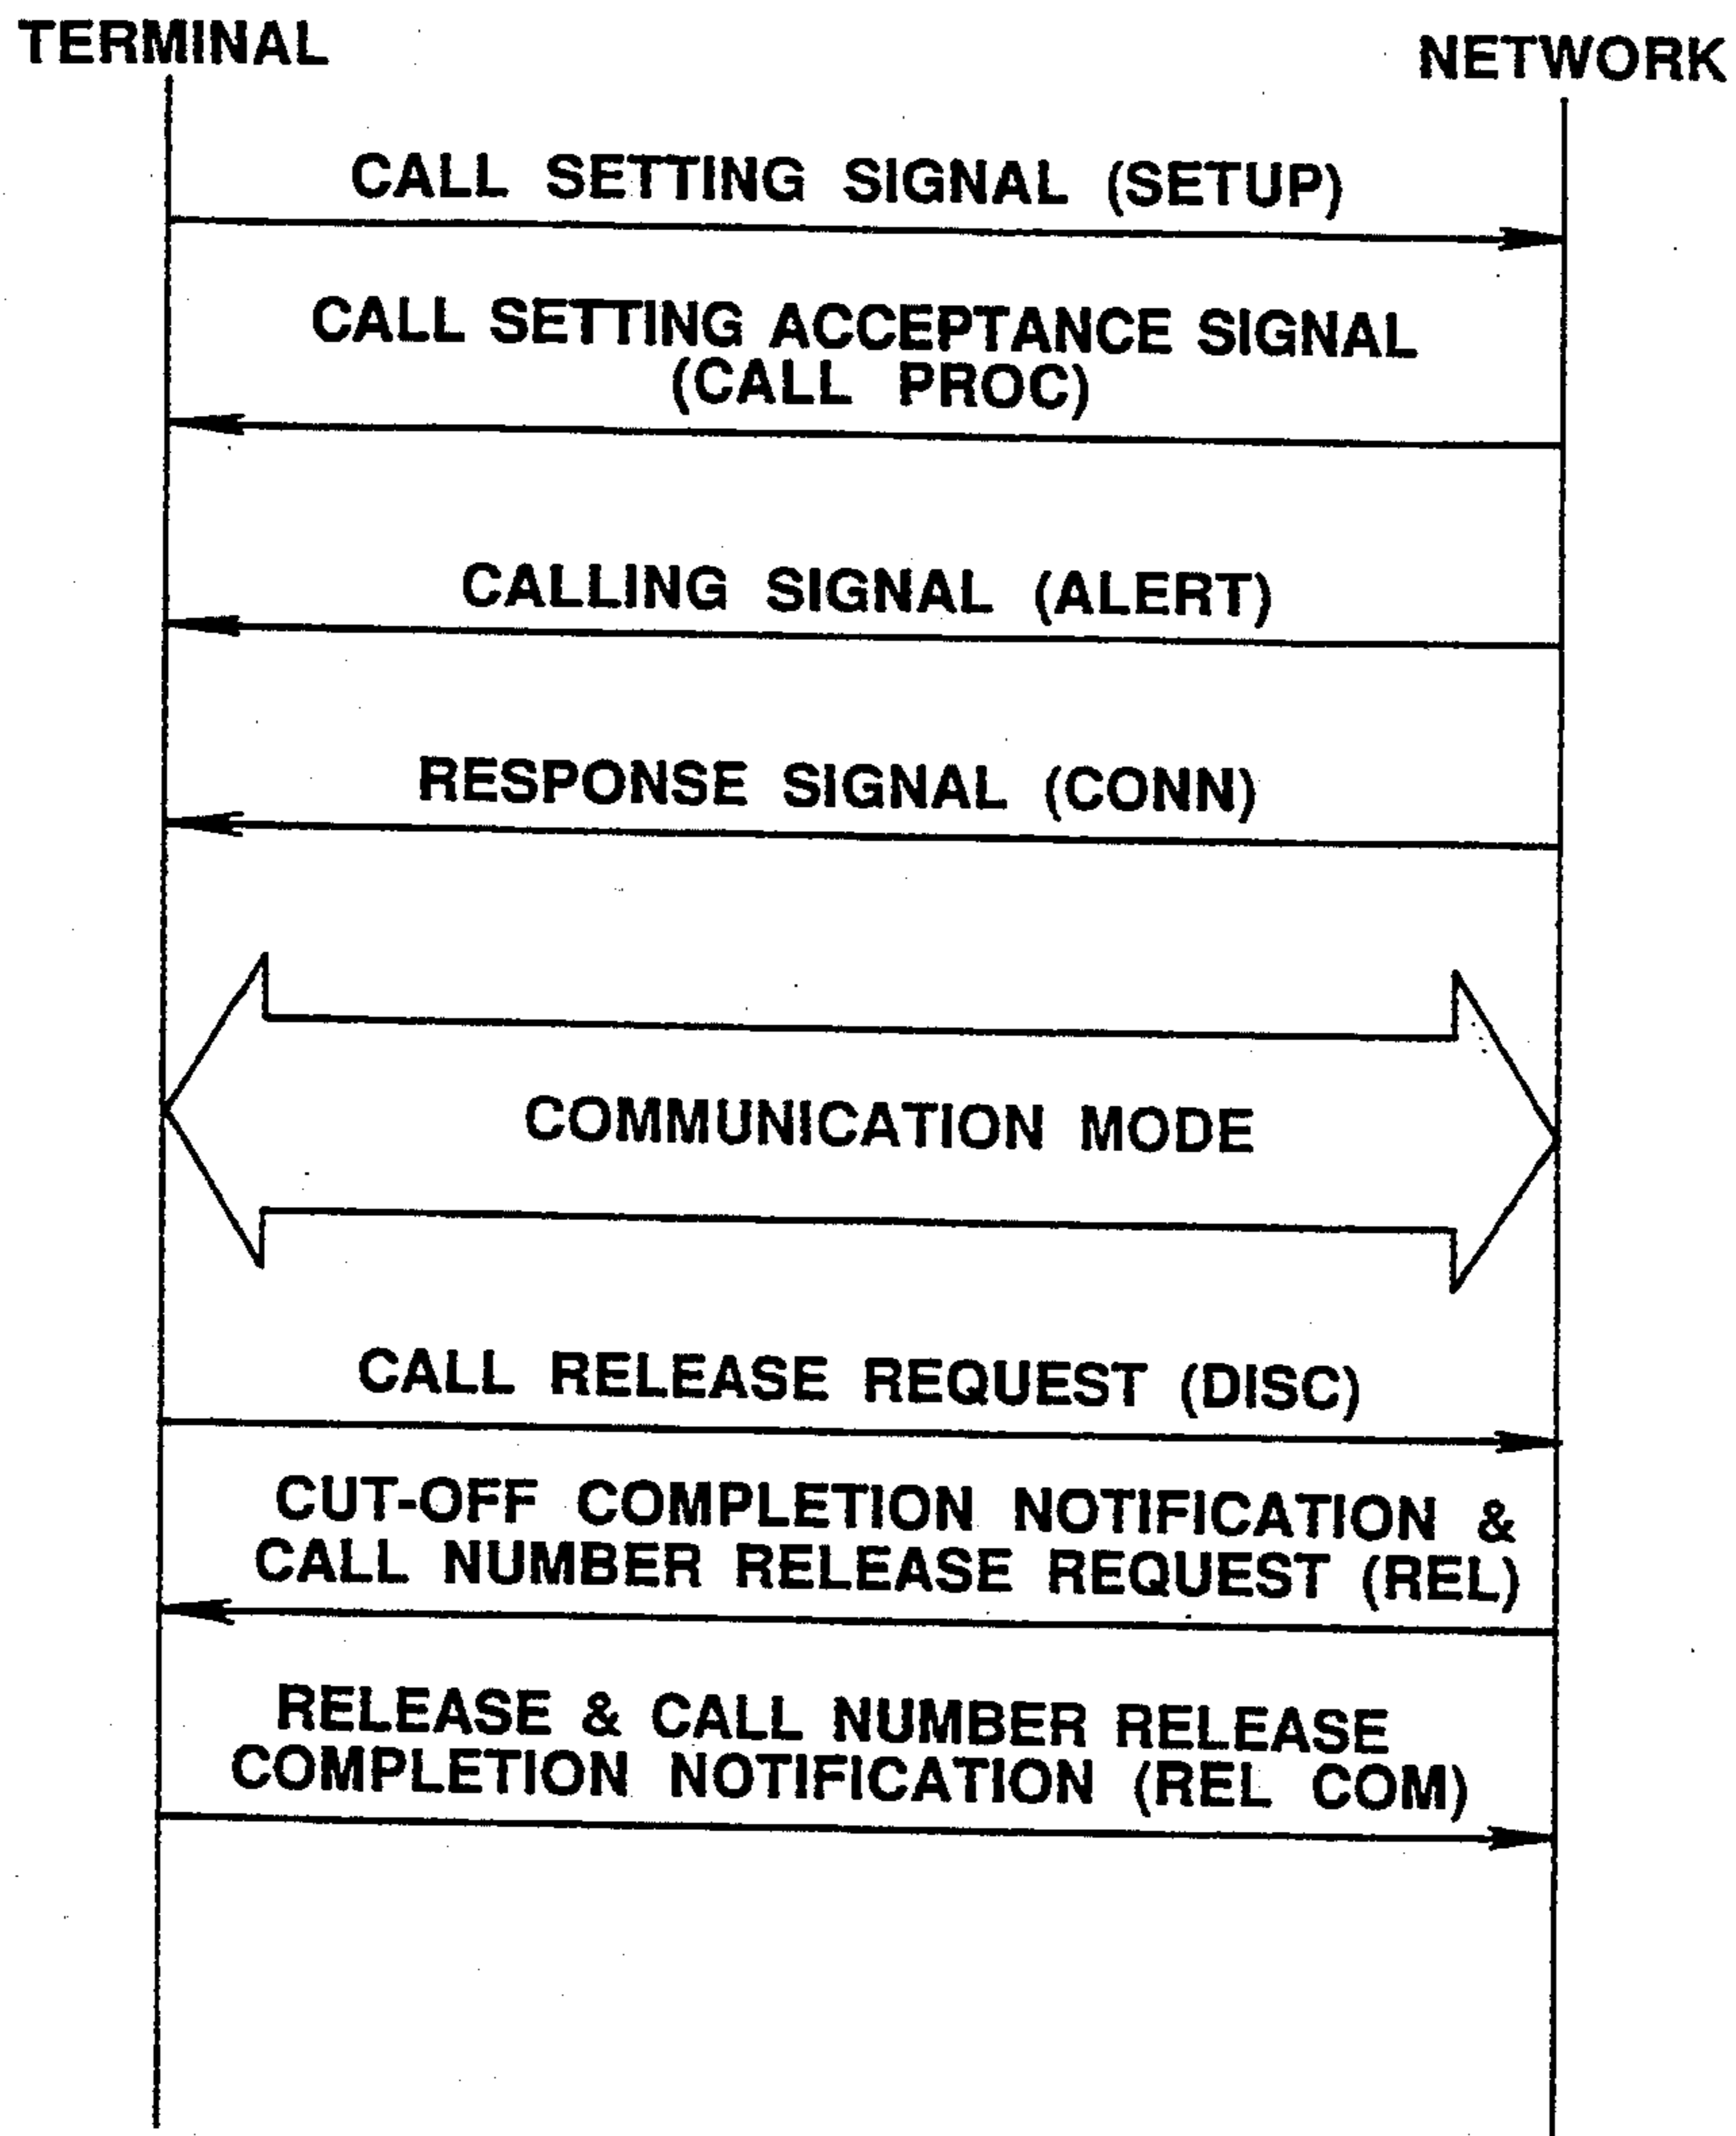 TERMINAL
NETWORK
CALL SETTING SIGNAL (SETUP)
CALL SETTING ACCEPTANCE SIGNAL
(CALL PROC)
CALLING SIGNAL (ALERT)
RESPONSE SIGNAL (CONN)
COMMUNICATION MODE
CALL RELEASE REQUEST (DISC)
CUT-OFF COMPLETION NOTIFICATION &
CALL NUMBER RELEASE REQUEST (REL)
RELEASE & CALL NUMBER RELEASE
COMPLETION NOTIFICATION (REL COM)